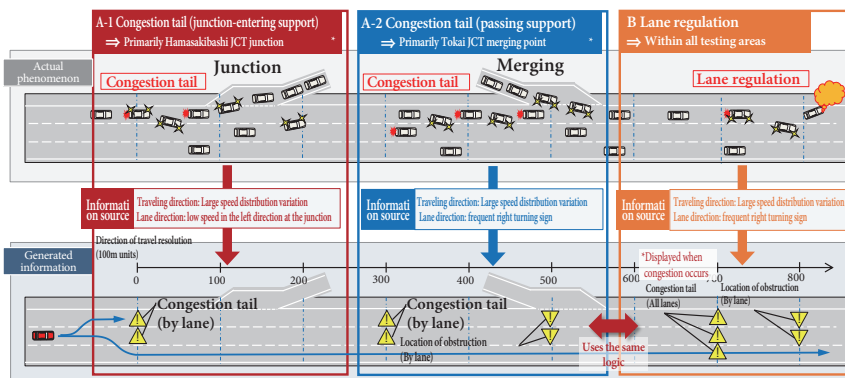 A-1 Congestion tail (junction-entering support)
⇒ Primarily Hamasakibashi JCT junction *
A-2 Congestion tail (passing support)
⇒ Primarily Tokai JCT merging point *
B Lane regulation
⇒ Within all testing areas
Actual
phenomenon
Junction
Congestion tail
Merging
Congestion tail
Lane regulation
Informati
on source
Traveling direction: Large speed distribution variation
Lane direction: low speed in the left direction at the junction
Informati
on source
Traveling direction: Large speed distribution variation
Lane direction: frequent right turning sign
Informati
on source
Traveling direction: Large speed distribution variation
Lane direction: frequent right turning sign
Generated
information
Direction of travel resolution
(100m units)
0 100 200 300 400 500 600 700 800
*Displayed when
congestion occurs
Congestion tail
(All lanes)
Location of obstruction
(By lane)
Congestion tail
(by lane)
Congestion tail
(by lane)
Location of obstruction
(By lane)
Uses the same
logic